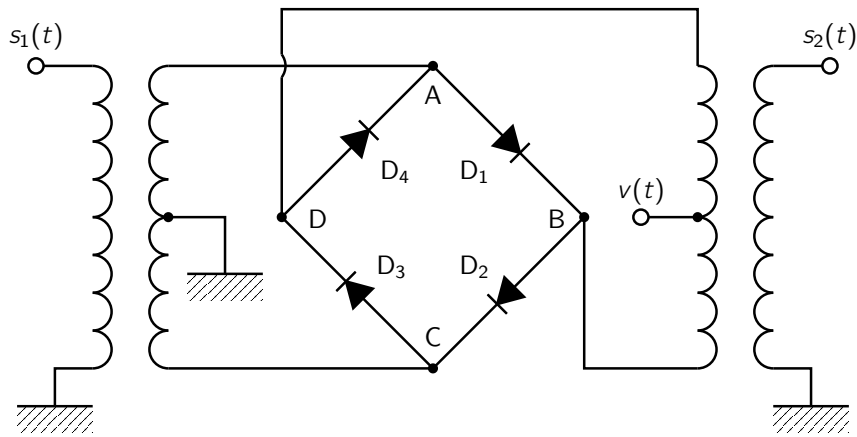 s₁(t)
s₂(t)
A
D₄
D₁
v(t)
D
B
D₃
D₂
C